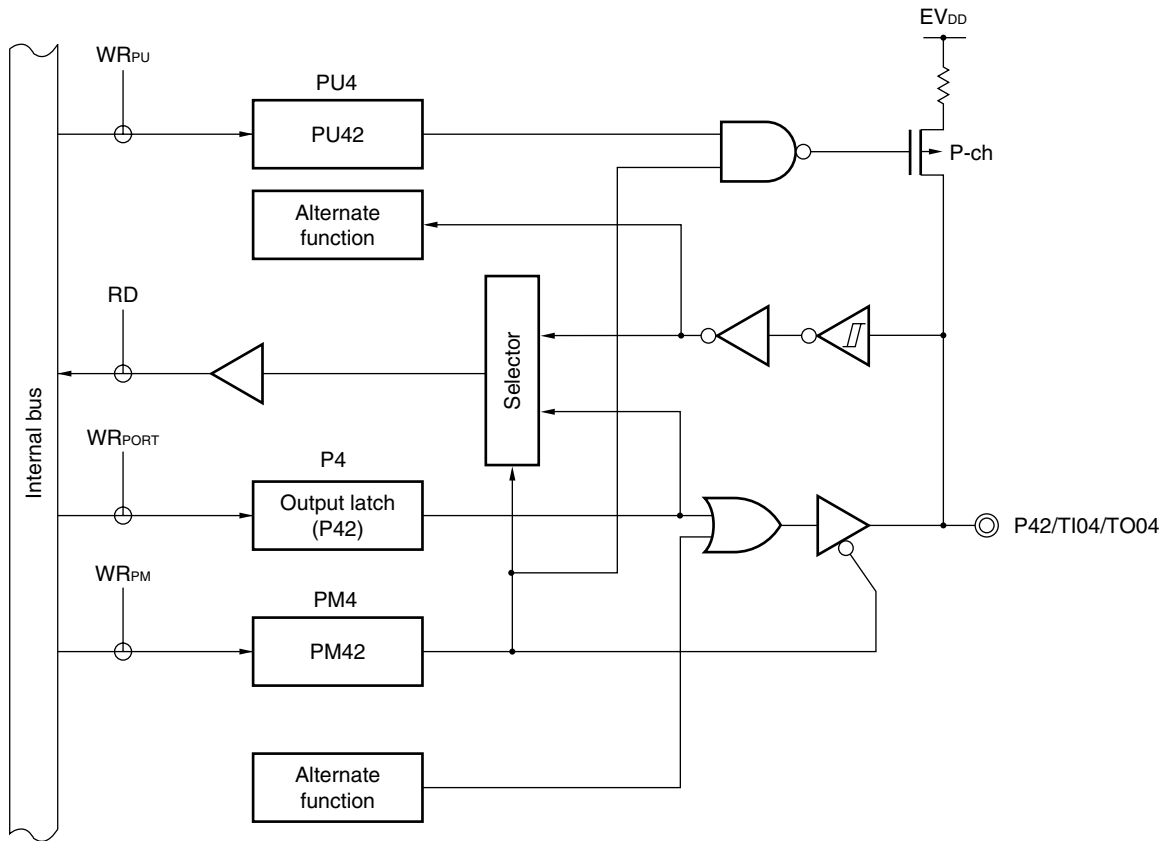 EVDD
WRPU
PU4
PU42
P-ch
Alternate
function
RD
Selector
Internal bus
WRPORT
P4
Output latch
(P42)
P42/TI04/TO04
WRPM
PM4
PM42
Alternate
function